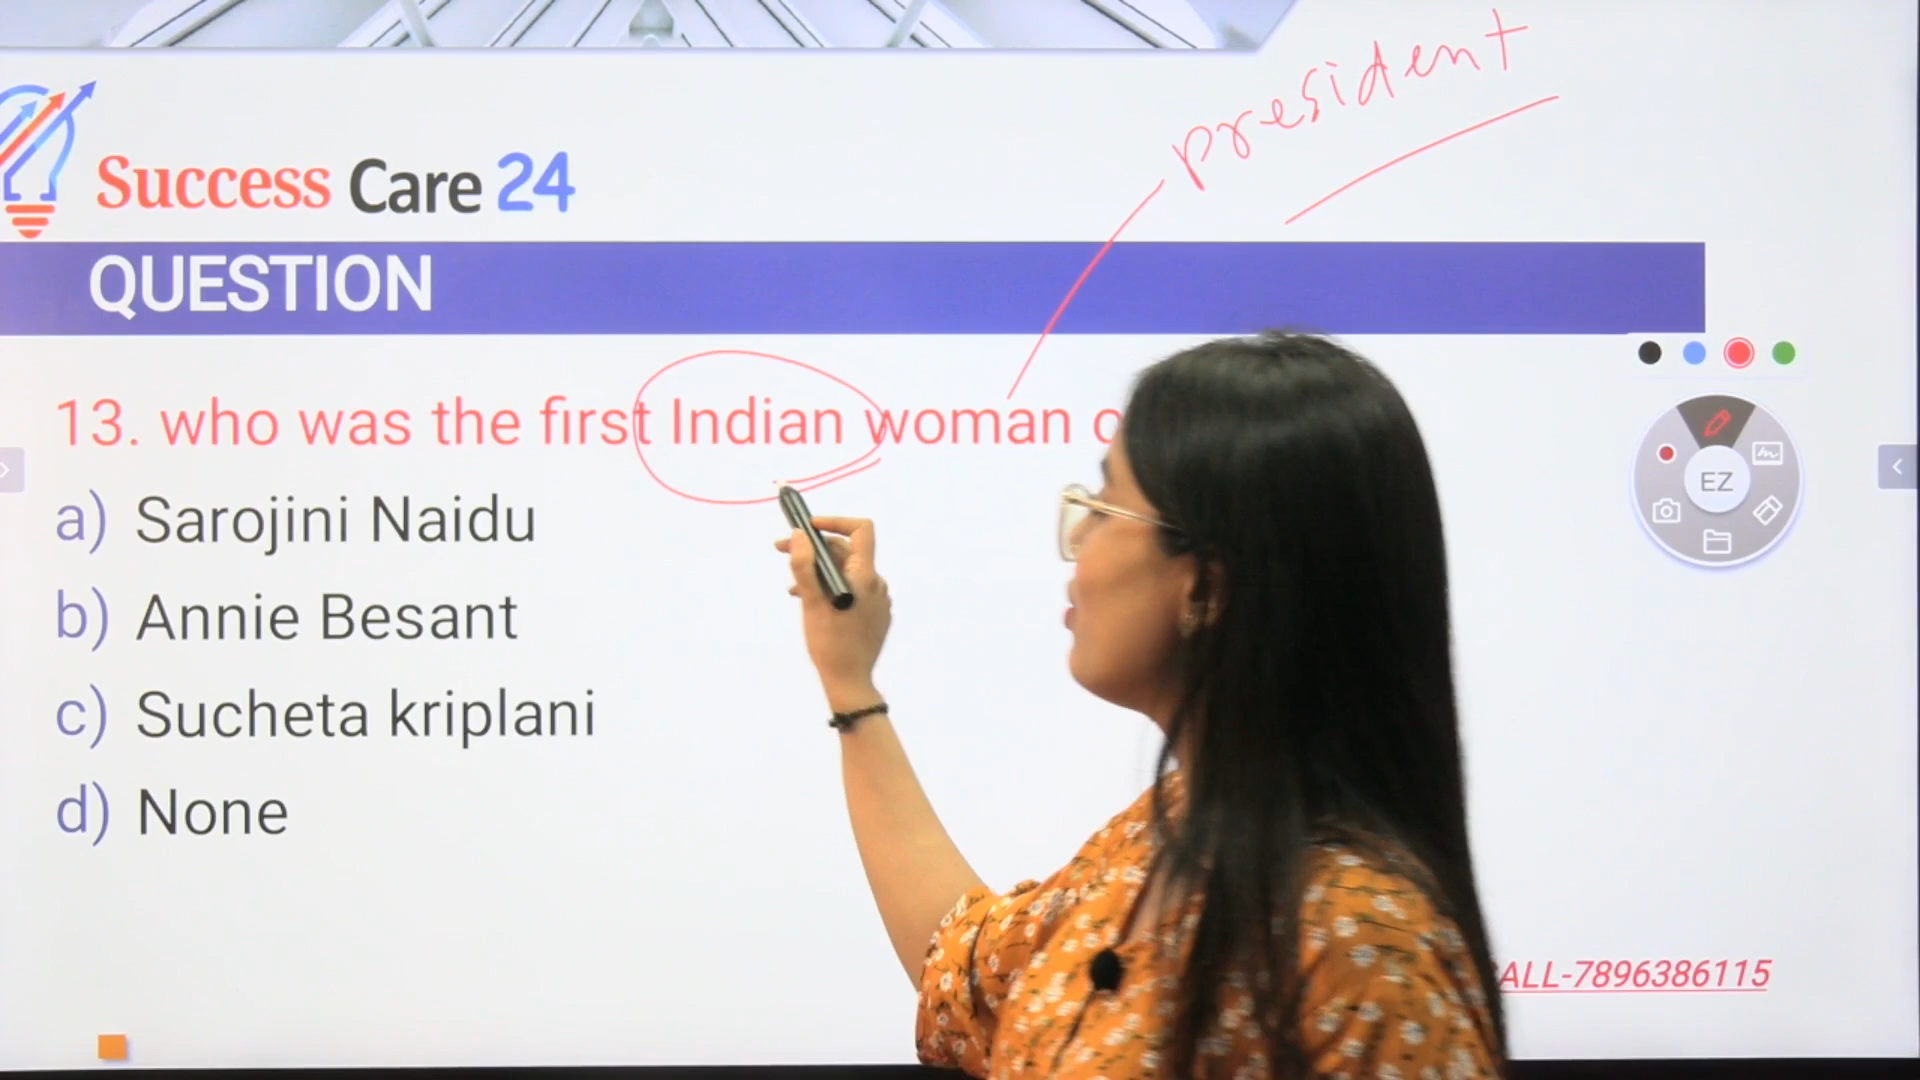 president
Success Care 24
QUESTION
13. who was the first Indian woman
a) Sarojini Naidu
b) Annie Besant
c) Sucheta kriplani
d) None
EZ
ALL-7896386115